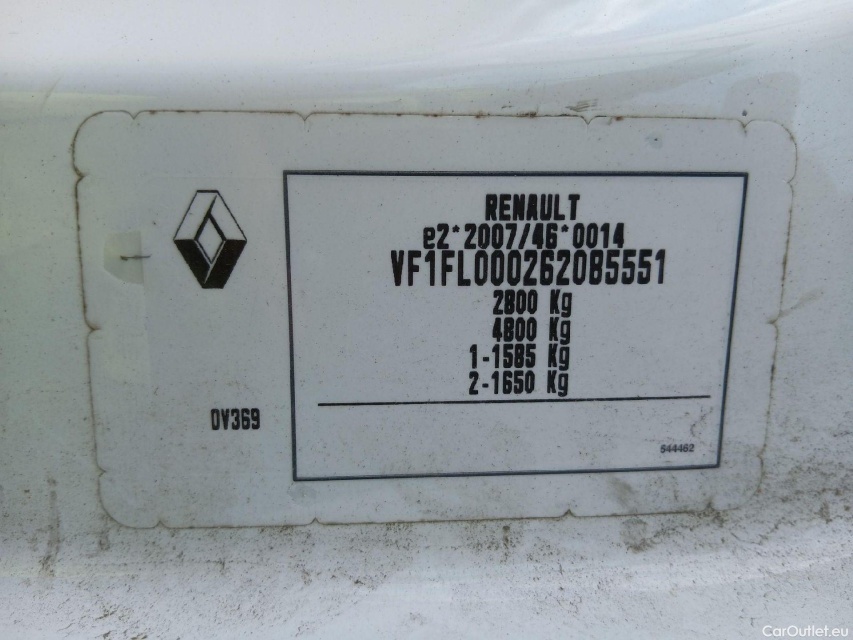 RENAULT
e2*2007/46*0014
VF1FL000262085551
2800 Kg
4800 Kg
1-1585 Kg
2-1650 Kg
DV369
544462
CarOutlet.eu